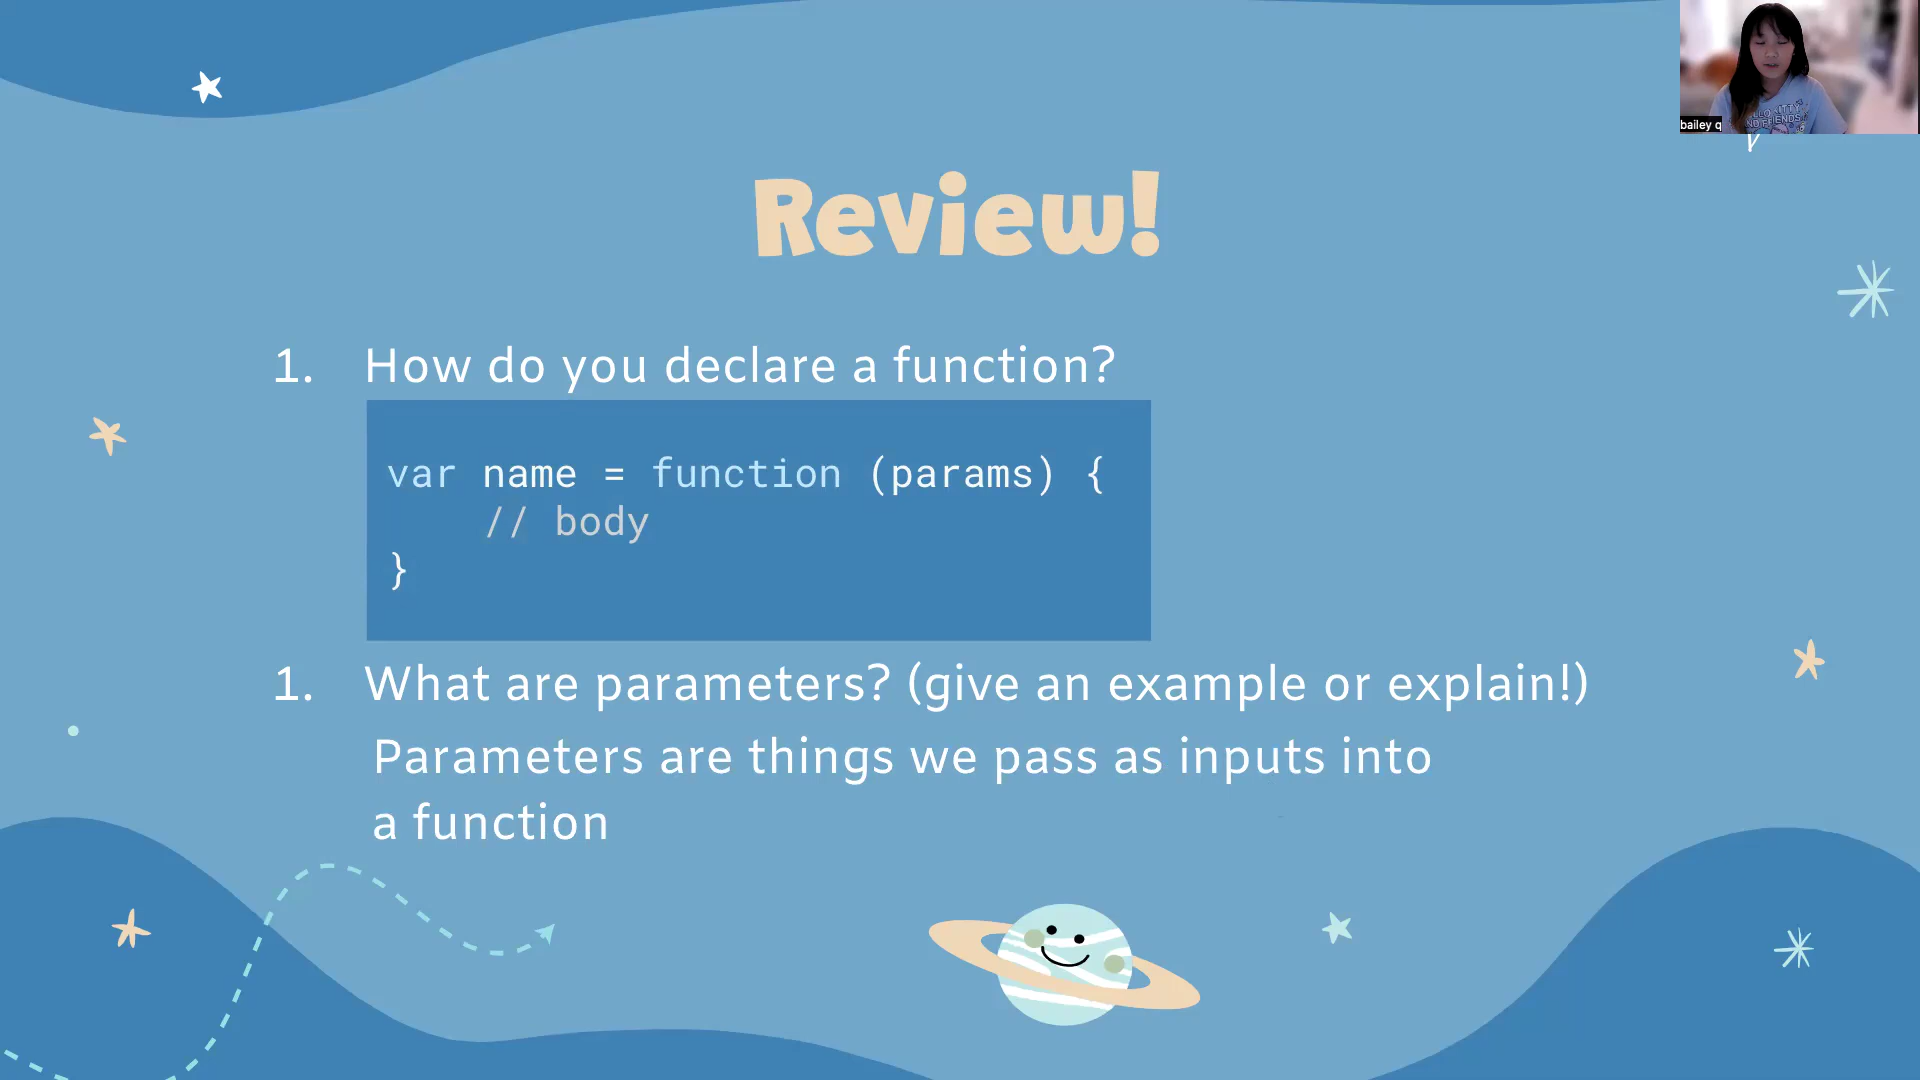 bailey q
Review!
1. How do you declare a function?
var name = function (params) {
// body
}
1. What are parameters? (give an example or explain!)
Parameters are things we pass as inputs into
a function